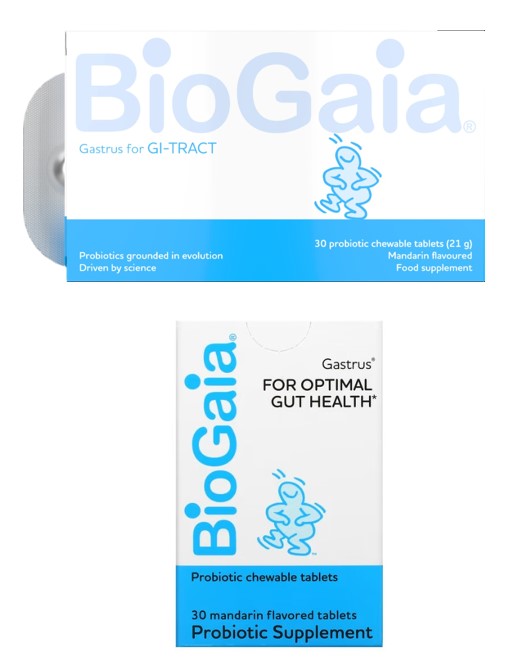 BioGaia®
Gastrus for GI-TRACT
30 probiotic chewable tablets (21 g)
Probiotics grounded in evolution
Mandarin flavoured
Driven by science
Food supplement
BioGaia®
Gastrus®
FOR OPTIMAL
GUT HEALTH*
™
Probiotic chewable tablets
30 mandarin flavored tablets
Probiotic Supplement